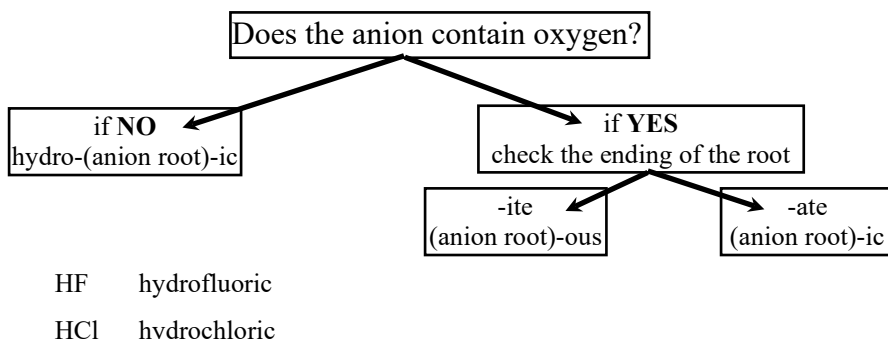 Does the anion contain oxygen?
if NO
hydro-(anion root)-ic
if YES
check the ending of the root
-ite
(anion root)-ous
-ate
(anion root)-ic
HF hydrofluoric
HCl hydrochloric